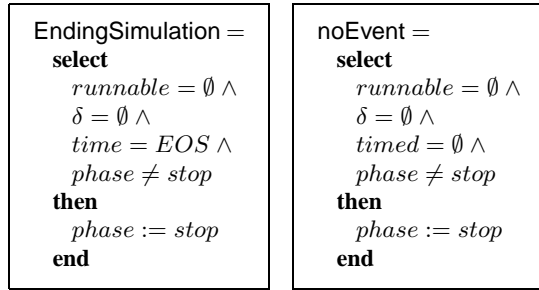 EndingSimulation =
select
runnable = ∅ ∧
δ = ∅ ∧
time = EOS ∧
phase ≠ stop
then
phase := stop
end
noEvent =
select
runnable = ∅ ∧
δ = ∅ ∧
timed = ∅ ∧
phase ≠ stop
then
phase := stop
end